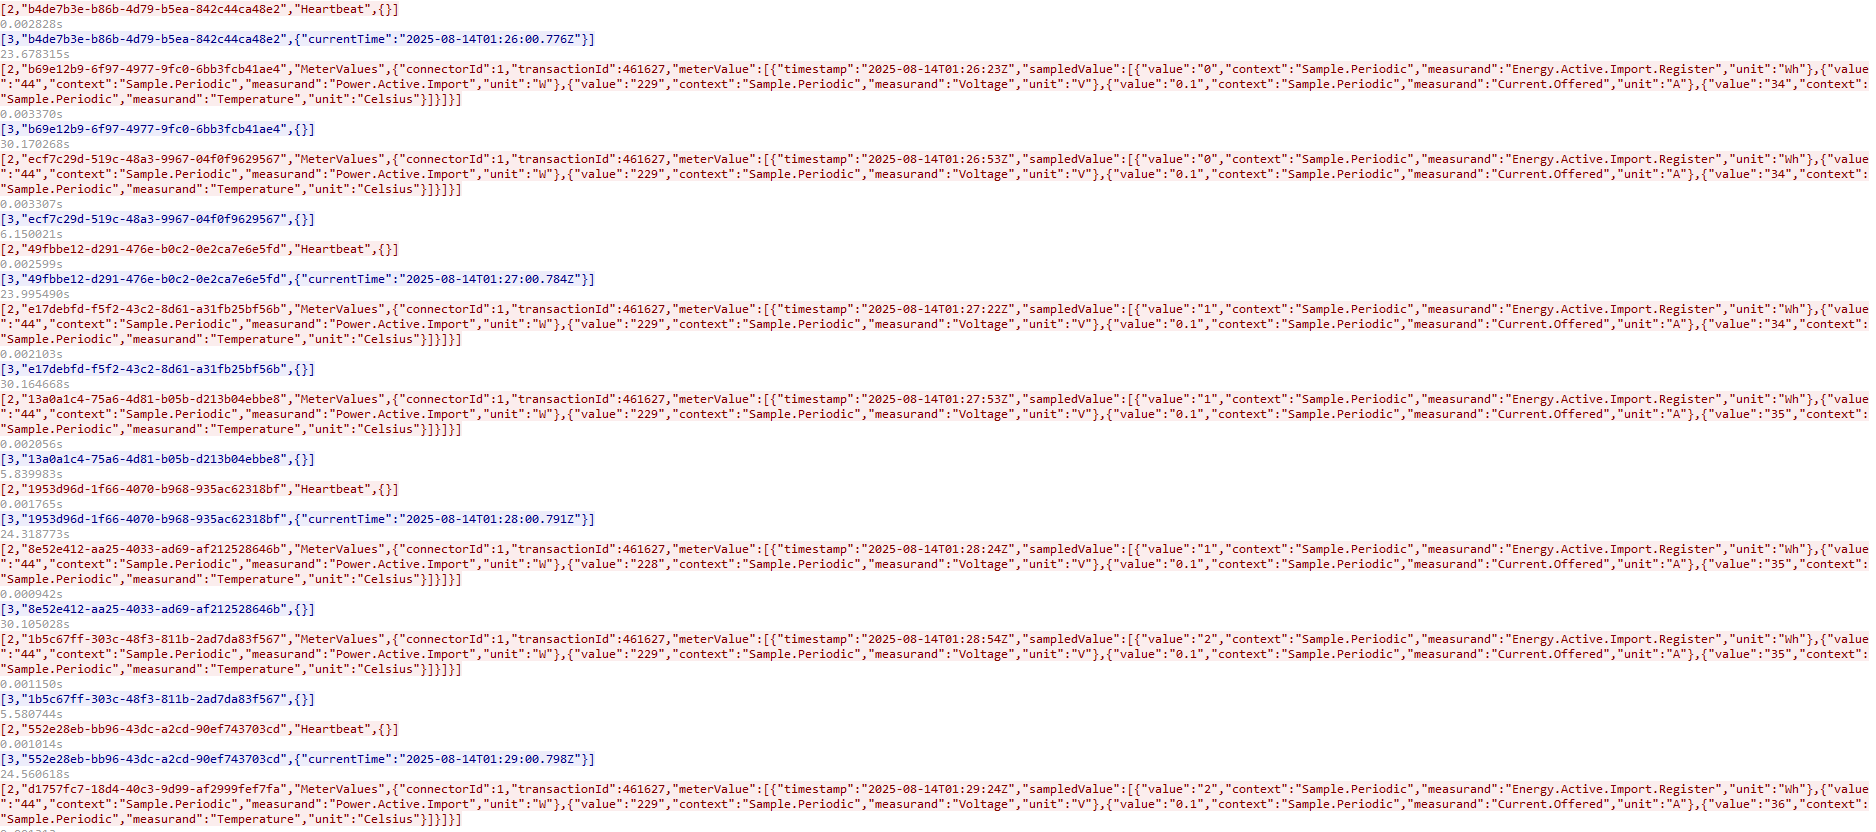 [2,"b4de7b3e-b86b-4d79-b5ea-842c44ca48e2","Heartbeat",{}]
0.002828s
[3,"b4de7b3e-b86b-4d79-b5ea-842c44ca48e2",{"currentTime":"2025-08-14T01:26:00.776Z"}]
23.678315s
[2,"b69e12b9-6f97-4977-9fc0-6bb3fcb41ae4","MeterValues",{"connectorId":1,"transactionId":461627,"meterValue":[{"timestamp":"2025-08-14T01:26:23Z","sampledValue":[{"value":"0","context":"Sample.Periodic","measurand":"Energy.Active.Import.Register","unit":"Wh"},{"value
":"44","context":"Sample.Periodic","measurand":"Power.Active.Import","unit":"W"},{"value":"229","context":"Sample.Periodic","measurand":"Voltage","unit":"V"},{"value":"0.1","context":"Sample.Periodic","measurand":"Current.Offered","unit":"A"},{"value":"34","context":
"Sample.Periodic","measurand":"Temperature","unit":"Celsius"}]}]}]
0.003370s
[3,"b69e12b9-6f97-4977-9fc0-6bb3fcb41ae4",{}]
30.170268s
[2,"ecf7c29d-519c-48a3-9967-04f0f9629567","MeterValues",{"connectorId":1,"transactionId":461627,"meterValue":[{"timestamp":"2025-08-14T01:26:53Z","sampledValue":[{"value":"0","context":"Sample.Periodic","measurand":"Energy.Active.Import.Register","unit":"Wh"},{"value
":"44","context":"Sample.Periodic","measurand":"Power.Active.Import","unit":"W"},{"value":"229","context":"Sample.Periodic","measurand":"Voltage","unit":"V"},{"value":"0.1","context":"Sample.Periodic","measurand":"Current.Offered","unit":"A"},{"value":"34","context":
"Sample.Periodic","measurand":"Temperature","unit":"Celsius"}]}]}]
0.003307s
[3,"ecf7c29d-519c-48a3-9967-04f0f9629567",{}]
6.150021s
[2,"49fbbe12-d291-476e-b0c2-0e2ca7e6e5fd","Heartbeat",{}]
0.002599s
[3,"49fbbe12-d291-476e-b0c2-0e2ca7e6e5fd",{"currentTime":"2025-08-14T01:27:00.784Z"}]
23.995490s
[2,"e17debfd-f5f2-43c2-8d61-a31fb25bf56b","MeterValues",{"connectorId":1,"transactionId":461627,"meterValue":[{"timestamp":"2025-08-14T01:27:22Z","sampledValue":[{"value":"1","context":"Sample.Periodic","measurand":"Energy.Active.Import.Register","unit":"Wh"},{"value
":"44","context":"Sample.Periodic","measurand":"Power.Active.Import","unit":"W"},{"value":"229","context":"Sample.Periodic","measurand":"Voltage","unit":"V"},{"value":"0.1","context":"Sample.Periodic","measurand":"Current.Offered","unit":"A"},{"value":"34","context":
"Sample.Periodic","measurand":"Temperature","unit":"Celsius"}]}]}]
0.002103s
[3,"e17debfd-f5f2-43c2-8d61-a31fb25bf56b",{}]
30.164668s
[2,"13a0a1c4-75a6-4d81-b05b-d213b04ebbe8","MeterValues",{"connectorId":1,"transactionId":461627,"meterValue":[{"timestamp":"2025-08-14T01:27:53Z","sampledValue":[{"value":"1","context":"Sample.Periodic","measurand":"Energy.Active.Import.Register","unit":"Wh"},{"value
":"44","context":"Sample.Periodic","measurand":"Power.Active.Import","unit":"W"},{"value":"229","context":"Sample.Periodic","measurand":"Voltage","unit":"V"},{"value":"0.1","context":"Sample.Periodic","measurand":"Current.Offered","unit":"A"},{"value":"35","context":
"Sample.Periodic","measurand":"Temperature","unit":"Celsius"}]}]}]
0.002056s
[3,"13a0a1c4-75a6-4d81-b05b-d213b04ebbe8",{}]
5.839983s
[2,"1953d96d-1f66-4070-b968-935ac62318bf","Heartbeat",{}]
0.001765s
[3,"1953d96d-1f66-4070-b968-935ac62318bf",{"currentTime":"2025-08-14T01:28:00.791Z"}]
24.318773s
[2,"8e52e412-aa25-4033-ad69-af212528646b","MeterValues",{"connectorId":1,"transactionId":461627,"meterValue":[{"timestamp":"2025-08-14T01:28:24Z","sampledValue":[{"value":"1","context":"Sample.Periodic","measurand":"Energy.Active.Import.Register","unit":"Wh"},{"value
":"44","context":"Sample.Periodic","measurand":"Power.Active.Import","unit":"W"},{"value":"228","context":"Sample.Periodic","measurand":"Voltage","unit":"V"},{"value":"0.1","context":"Sample.Periodic","measurand":"Current.Offered","unit":"A"},{"value":"35","context":
"Sample.Periodic","measurand":"Temperature","unit":"Celsius"}]}]}]
0.000942s
[3,"8e52e412-aa25-4033-ad69-af212528646b",{}]
30.105028s
[2,"1b5c67ff-303c-48f3-811b-2ad7da83f567","MeterValues",{"connectorId":1,"transactionId":461627,"meterValue":[{"timestamp":"2025-08-14T01:28:54Z","sampledValue":[{"value":"2","context":"Sample.Periodic","measurand":"Energy.Active.Import.Register","unit":"Wh"},{"value
":"44","context":"Sample.Periodic","measurand":"Power.Active.Import","unit":"W"},{"value":"229","context":"Sample.Periodic","measurand":"Voltage","unit":"V"},{"value":"0.1","context":"Sample.Periodic","measurand":"Current.Offered","unit":"A"},{"value":"35","context":
"Sample.Periodic","measurand":"Temperature","unit":"Celsius"}]}]}]
0.001150s
[3,"1b5c67ff-303c-48f3-811b-2ad7da83f567",{}]
5.580744s
[2,"552e28eb-bb96-43dc-a2cd-90ef743703cd","Heartbeat",{}]
0.001014s
[3,"552e28eb-bb96-43dc-a2cd-90ef743703cd",{"currentTime":"2025-08-14T01:29:00.798Z"}]
24.560618s
[2,"d1757fc7-18d4-40c3-9d99-af2999fef7fa","MeterValues",{"connectorId":1,"transactionId":461627,"meterValue":[{"timestamp":"2025-08-14T01:29:24Z","sampledValue":[{"value":"2","context":"Sample.Periodic","measurand":"Energy.Active.Import.Register","unit":"Wh"},{"value
":"44","context":"Sample.Periodic","measurand":"Power.Active.Import","unit":"W"},{"value":"229","context":"Sample.Periodic","measurand":"Voltage","unit":"V"},{"value":"0.1","context":"Sample.Periodic","measurand":"Current.Offered","unit":"A"},{"value":"36","context":
"Sample.Periodic","measurand":"Temperature","unit":"Celsius"}]}]}]